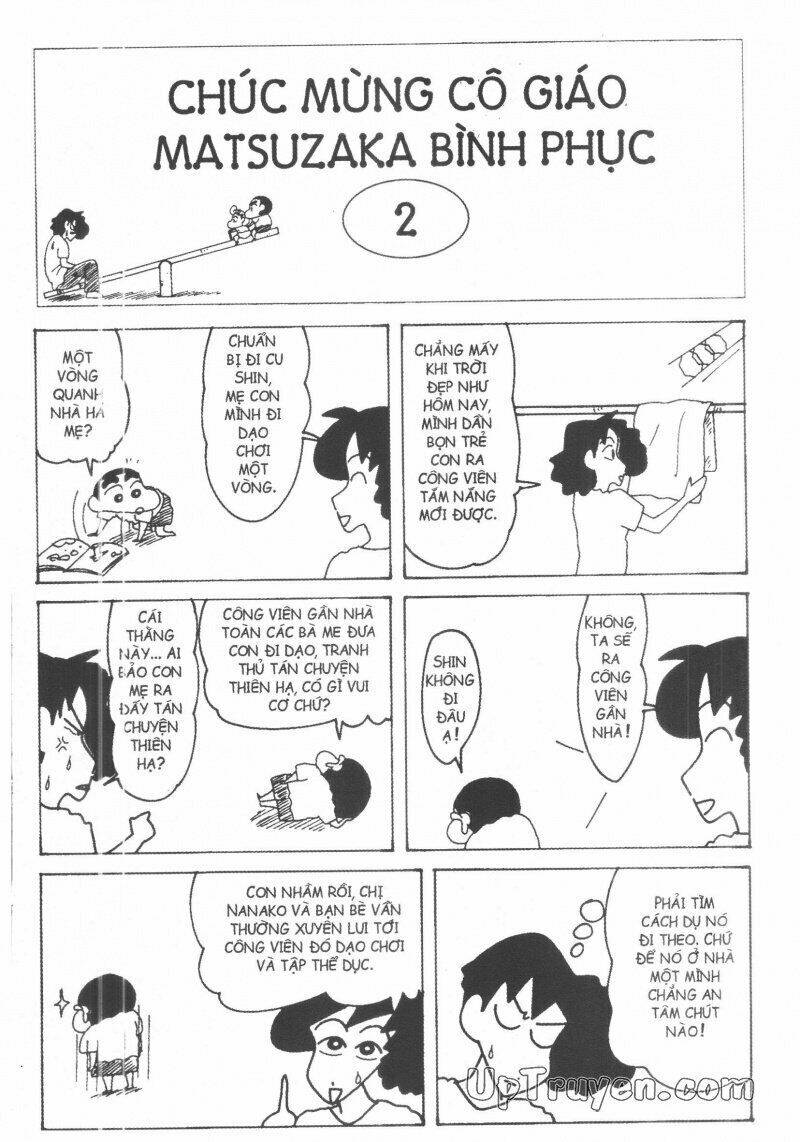 CHÚC MỪNG CÔ GIÁO
MATSUZAKA BÌNH PHỤC
2
CHẲNG MẤY
KHI TRỜI
ĐẸP NHƯ
HÔM NAY,
MÌNH DẪN
BỌN TRẺ
CON RA
CÔNG VIÊN
TẮM NẮNG
MỚI ĐƯỢC.
CHUẨN
BỊ ĐI CU
SHIN,
MẸ CON
MÌNH ĐI
DẠO
CHƠI
MỘT
VÒNG.
MỘT
VÒNG
QUANH
NHÀ HẢ
MẸ?
KHÔNG,
TA SẼ
RA
CÔNG
VIÊN
GẦN
NHÀ!
SHIN
KHÔNG
ĐI
ĐÂU
Ạ!
CÔNG VIÊN GẦN NHÀ
TOÀN CÁC BÀ MẸ ĐƯA
CON ĐI DẠO, TRANH
THỦ TÁN CHUYỆN
THIÊN HẠ, CÓ GÌ VUI
CƠ CHỨ?
CÁI
THẰNG
NÀY... AI
BẢO CON
MẸ RA
ĐẤY TÁN
CHUYỆN
THIÊN
HẠ?
PHẢI TÌM
CÁCH DỤ NÓ
ĐI THEO. CHỨ
ĐỂ NÓ Ở NHÀ
MỘT MÌNH
CHẲNG AN
TÂM CHÚT
NÀO!
CON NHẦM RỒI, CHỊ
NANAKO VÀ BẠN BÈ VẪN
THƯỜNG XUYÊN LUI TỚI
CÔNG VIÊN ĐÓ DẠO CHƠI
VÀ TẬP THỂ DỤC.
UpTruyen.com